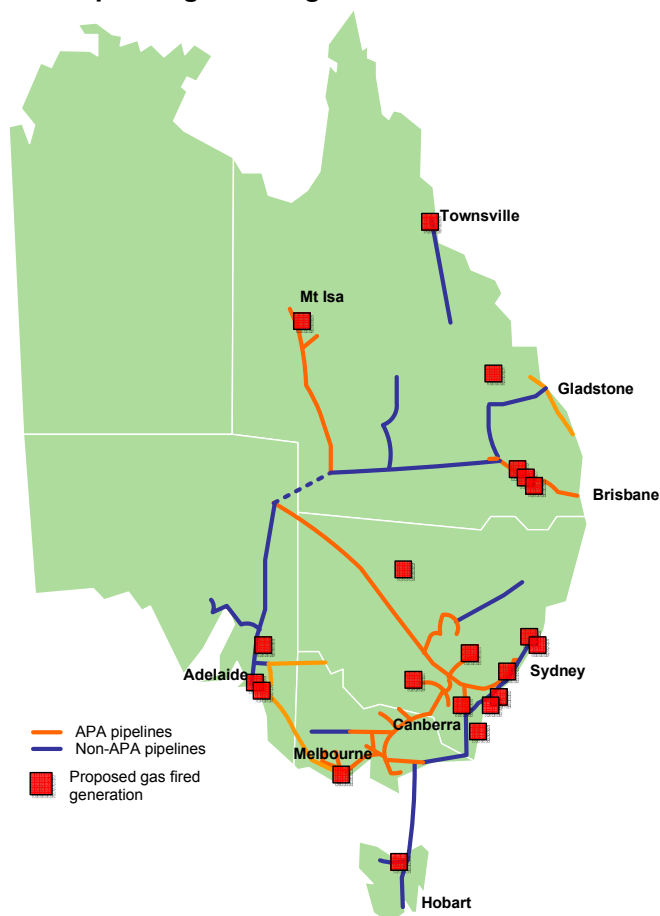 Townsville
Mt Isa
Gladstone
Brisbane
Adelaide
Sydney
Canberra
APA pipelines
Non-APA pipelines
Melbourne
Proposed gas fired
generation
Hobart